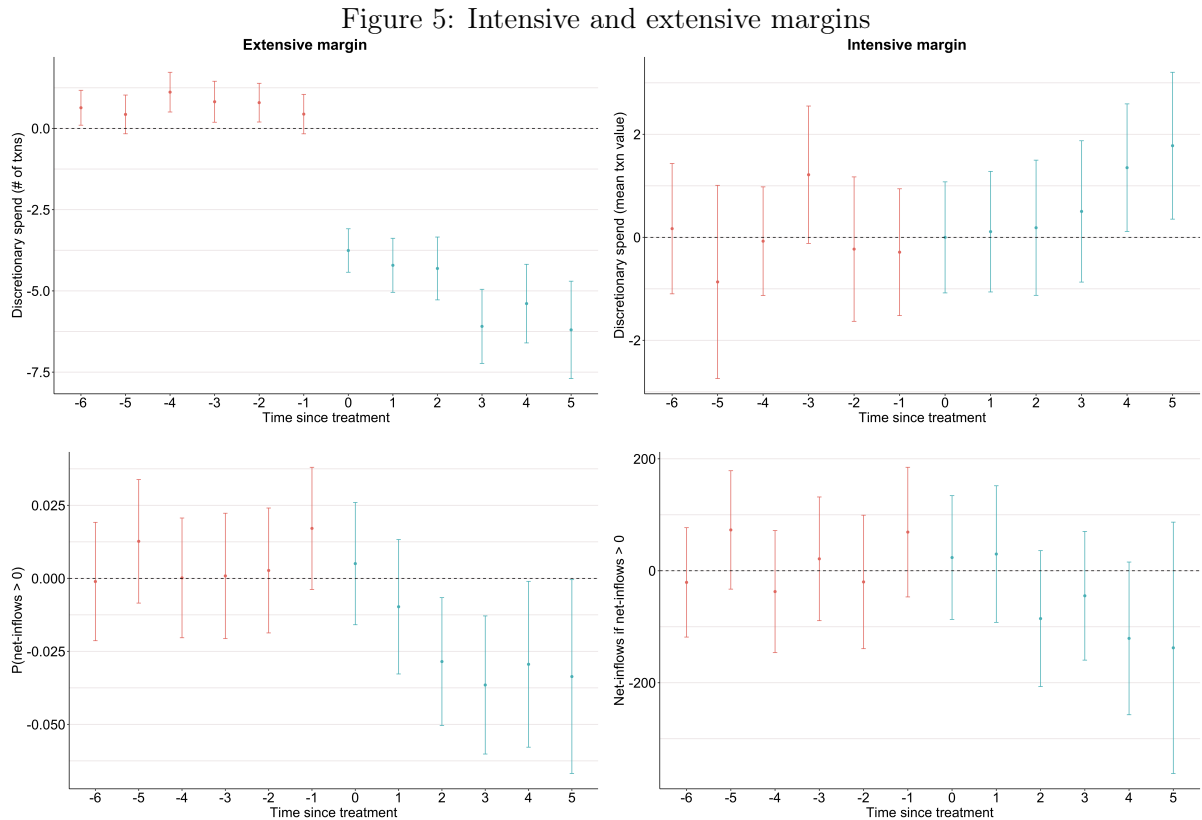 Figure 5: Intensive and extensive margins
Extensive margin
Discretionary spend (# of txns)
0.0
-2.5
-5.0
-7.5
-6 -5 -4 -3 -2 -1 0 1 2 3 4 5
Time since treatment
Intensive margin
Discretionary spend (mean txn value)
2
0
-2
-6 -5 -4 -3 -2 -1 0 1 2 3 4 5
Time since treatment
P(net-inflows > 0)
0.025
0.000
-0.025
-0.050
-6 -5 -4 -3 -2 -1 0 1 2 3 4 5
Time since treatment
Net-inflows if net-inflows > 0
200
0
-200
-6 -5 -4 -3 -2 -1 0 1 2 3 4 5
Time since treatment